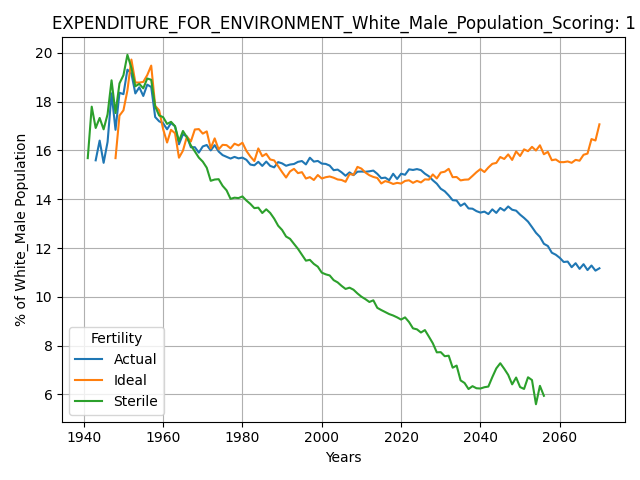 EXPENDITURE_FOR_ENVIRONMENT_White_Male_Population_Scoring: 1
% of White_Male Population
20
18
16
14
12
10
8
6
Fertility
Actual
Ideal
Sterile
1940 1960 1980 2000 2020 2040 2060
Years